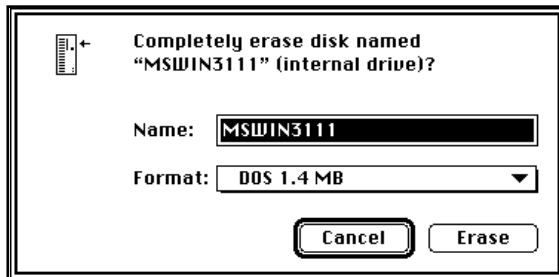 Completely erase disk named
“MSWIN3111” (internal drive)?
Name: MSWIN3111
Format: DOS 1.4 MB
Cancel Erase